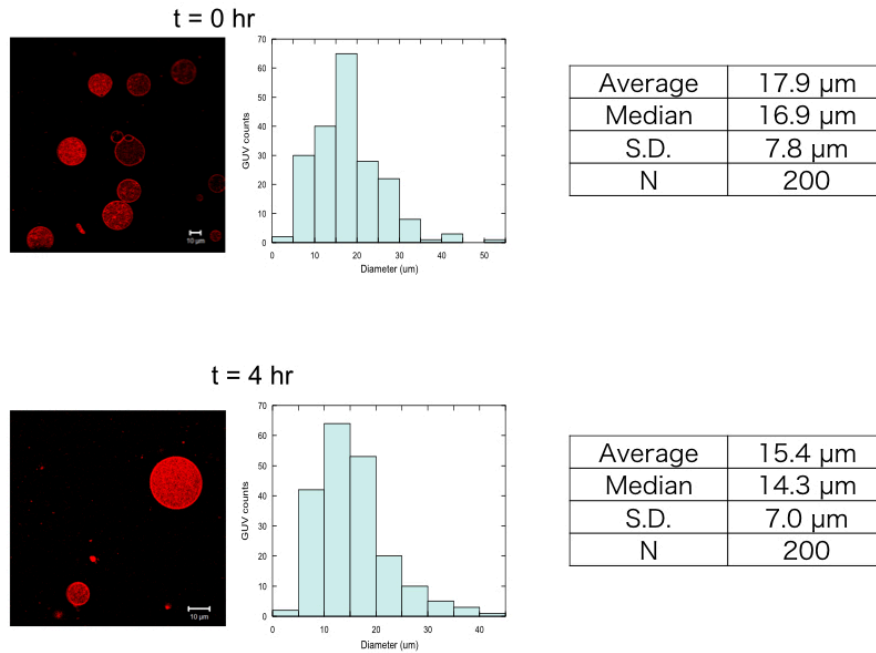 t = 0 hr
70
60
50
40
30
20
10
0
GUV counts
0 10 20 30 40 50
Diameter (um)
10 µm
Average 17.9 µm
Median 16.9 µm
S.D. 7.8 µm
N 200
t = 4 hr
70
60
50
40
30
20
10
0
GUV counts
0 10 20 30 40
Diameter (um)
10 µm
Average 15.4 µm
Median 14.3 µm
S.D. 7.0 µm
N 200